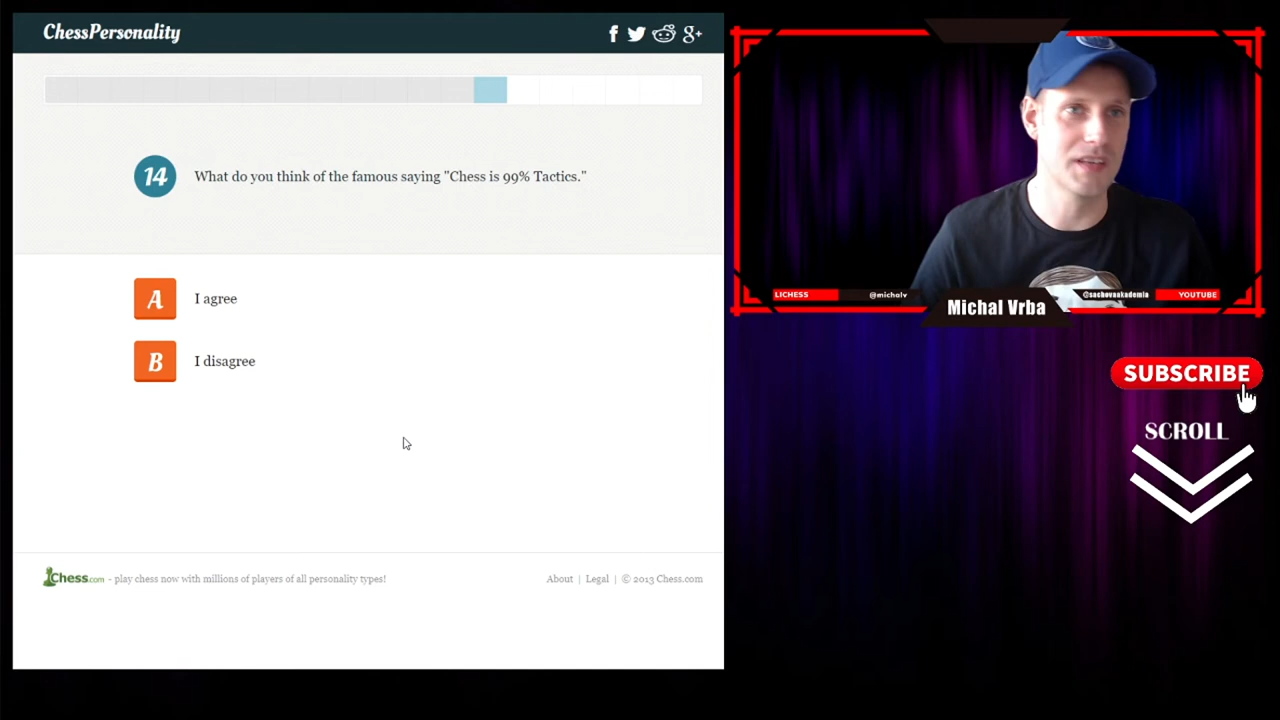 ChessPersonality
14 What do you think of the famous saying "Chess is 99% Tactics."
A I agree
B I disagree
Chess.com - play chess now with millions of players of all personality types!
About | Legal | © 2013 Chess.com
LICHESS @michalv @sachovaakademia YOUTUBE
Michal Vrba
SUBSCRIBE
SCROLL